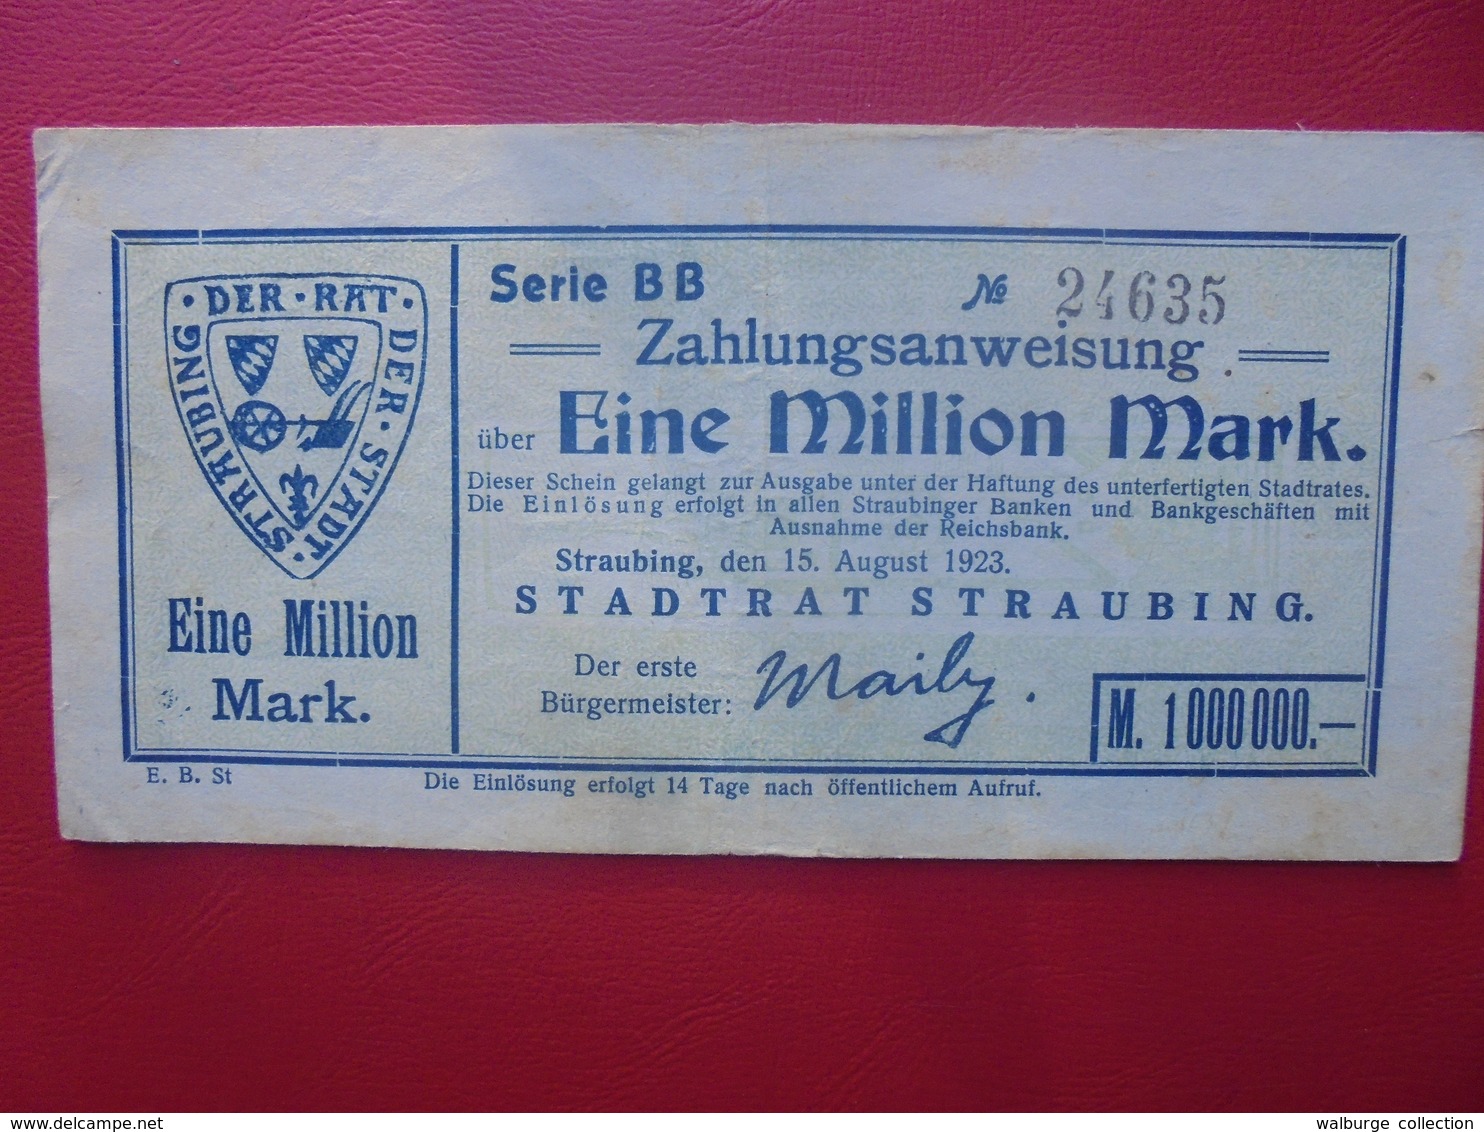 DER · RAT · DER · STADT · STRAUBING
Eine Million
Mark.
Serie BB
№ 24635
Zahlungsanweisung
über Eine Million Mark.
Dieser Schein gelangt zur Ausgabe unter der Haftung des unterfertigten Stadtrates.
Die Einlösung erfolgt in allen Straubinger Banken und Bankgeschäften mit
Ausnahme der Reichsbank.
Straubing, den 15. August 1923.
STADTRAT STRAUBING.
Der erste
Bürgermeister:
M. 1000000.—
E. B. St
Die Einlösung erfolgt 14 Tage nach öffentlichem Aufruf.
www.delcampe.net
walburge collection